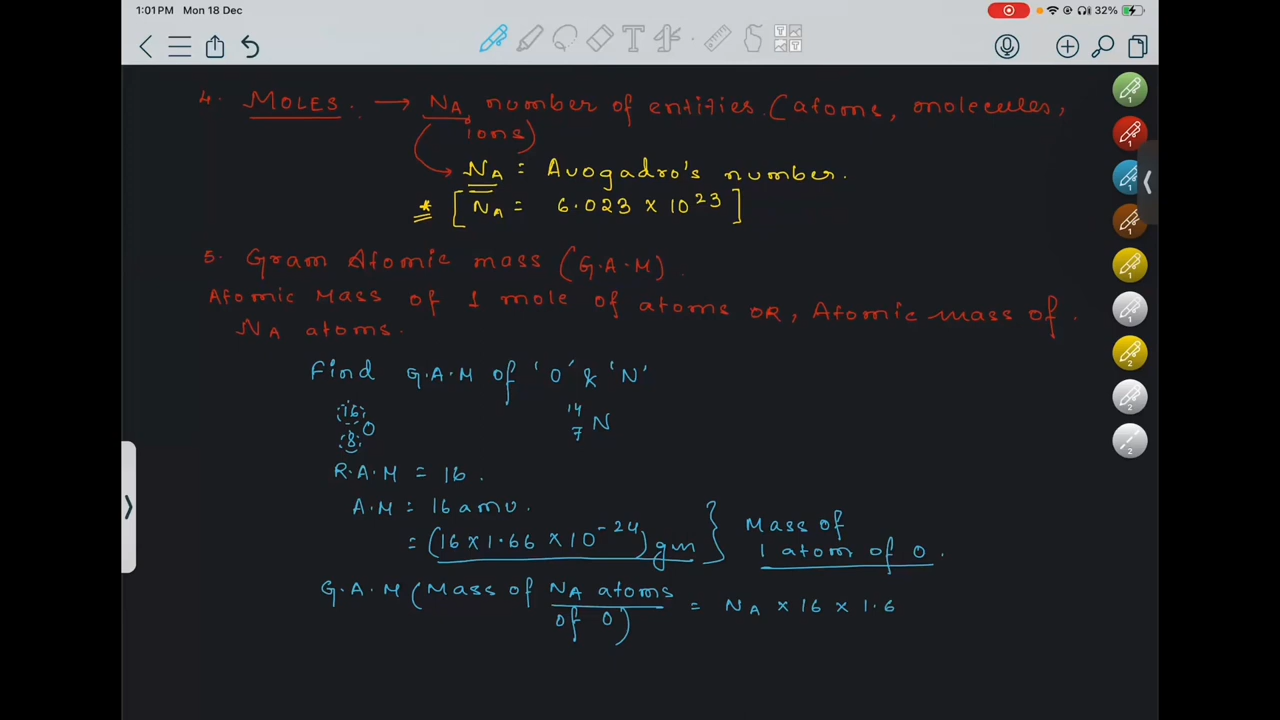 1:01 PM Mon 18 Dec
32%
4. MOLES. → NA number of entities (atoms, molecules,
ions)
NA = Avogadro's number.
* [NA = 6.023 × 10^23]
5. Gram Atomic mass (G.A.M).
Atomic Mass of 1 mole of atoms OR, Atomic mass of
NA atoms.
Find G.A.M of 'O' & 'N'
16 8 O 14 7 N
R.A.M = 16.
A.M = 16 amu.
= (16 × 1.66 × 10^-24) gm } Mass of
1 atom of O.
G.A.M (Mass of NA atoms
of O) = NA × 16 × 1.6